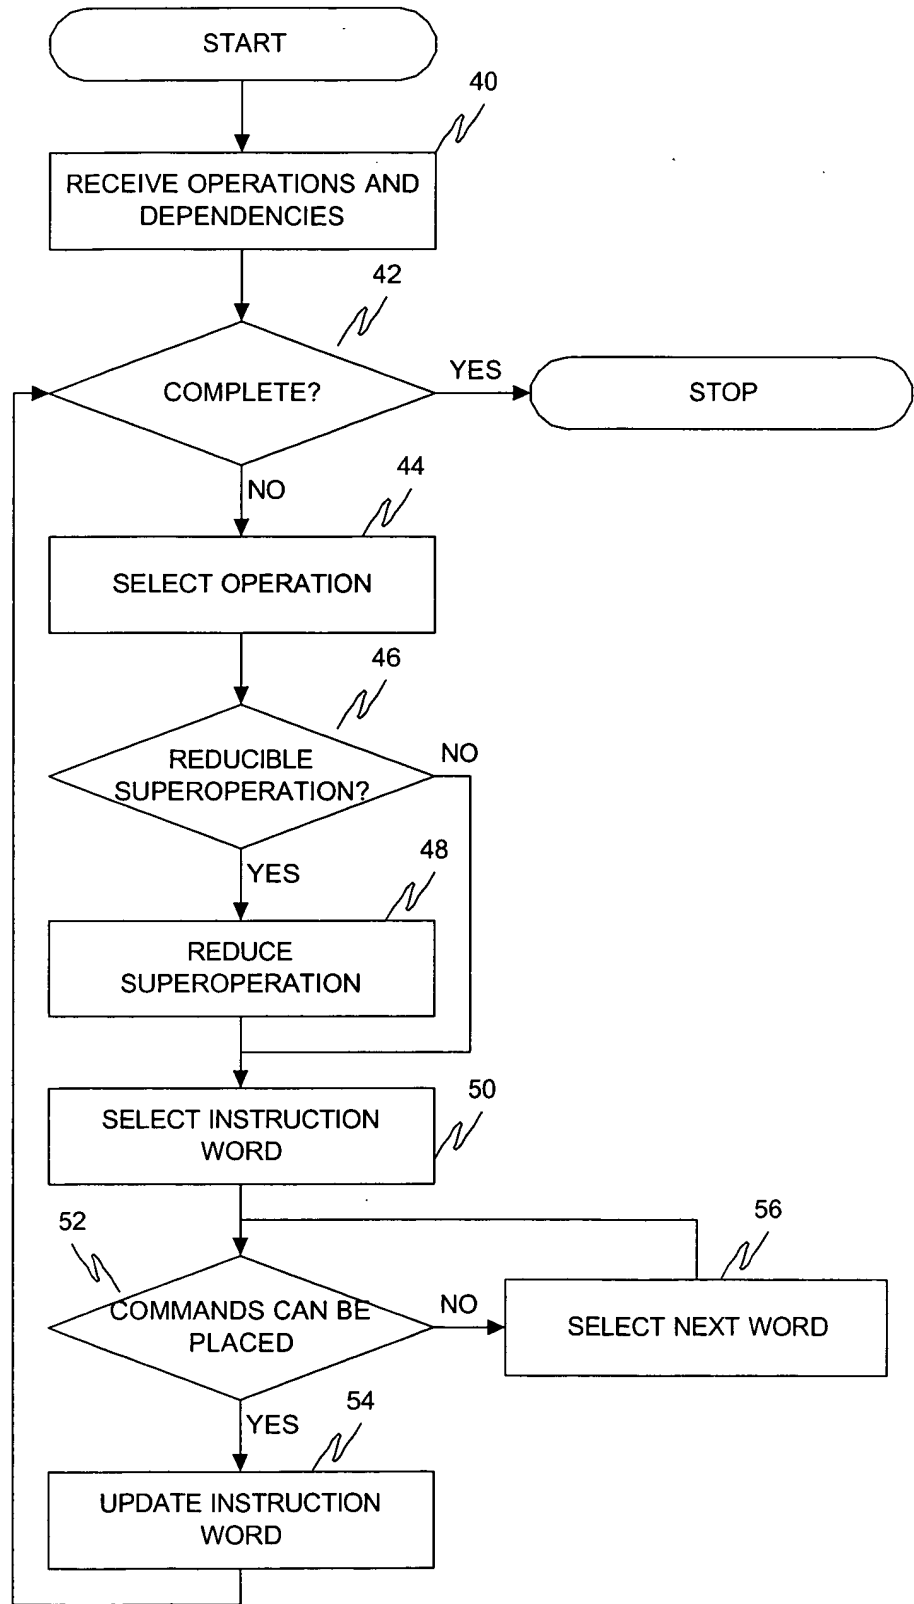 START
40
RECEIVE OPERATIONS AND
DEPENDENCIES
42
COMPLETE?
YES
STOP
NO
44
SELECT OPERATION
46
REDUCIBLE
SUPEROPERATION?
NO
YES
48
REDUCE
SUPEROPERATION
50
SELECT INSTRUCTION
WORD
52
COMMANDS CAN BE
PLACED
NO
56
SELECT NEXT WORD
YES
54
UPDATE INSTRUCTION
WORD